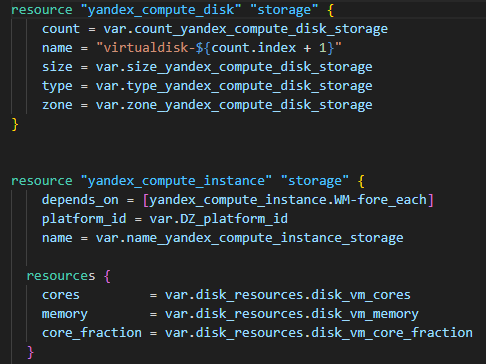 resource "yandex_compute_disk" "storage" {
    count = var.count_yandex_compute_disk_storage
    name = "virtualdisk-${count.index + 1}"
    size = var.size_yandex_compute_disk_storage
    type = var.type_yandex_compute_disk_storage
    zone = var.zone_yandex_compute_disk_storage
}
resource "yandex_compute_instance" "storage" {
    depends_on = [yandex_compute_instance.WM-fore_each]
    platform_id = var.DZ_platform_id
    name = var.name_yandex_compute_instance_storage
  resources {
    cores         = var.disk_resources.disk_vm_cores
    memory        = var.disk_resources.disk_vm_memory
    core_fraction = var.disk_resources.disk_vm_core_fraction
  }